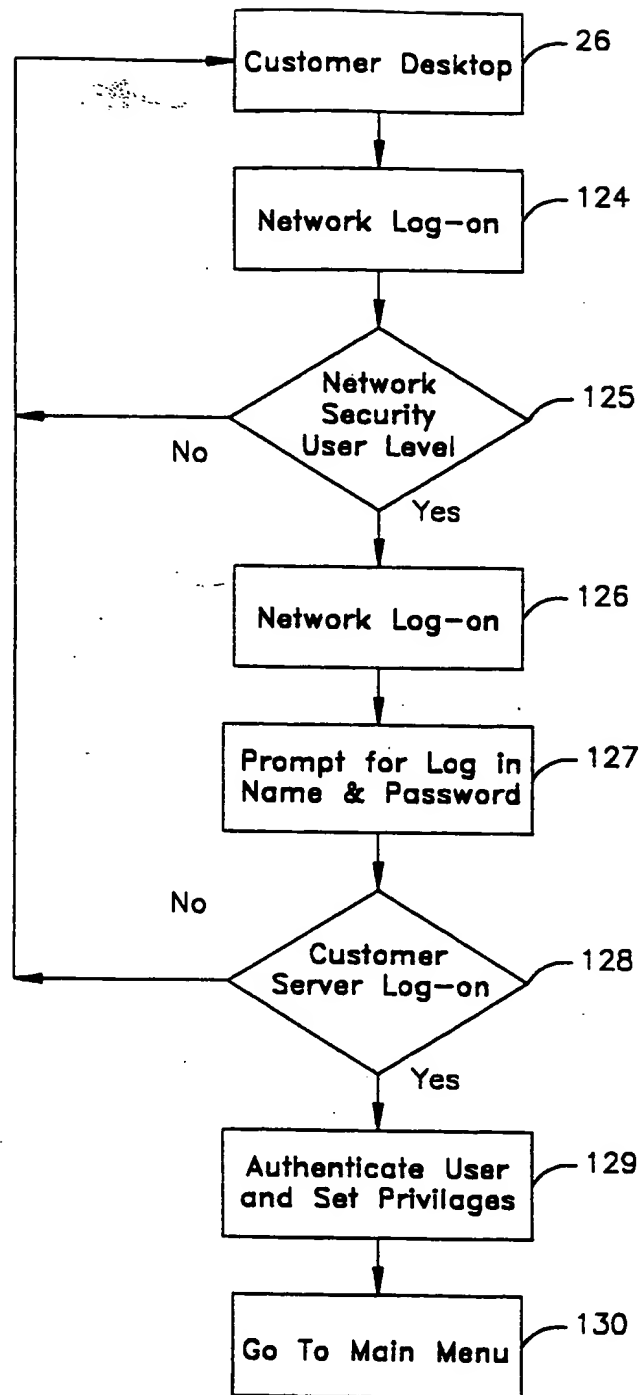 Customer Desktop
26
Network Log-on
124
Network
Security
User Level
125
No
Yes
Network Log-on
126
Prompt for Log in
Name & Password
127
No
Customer
Server Log-on
128
Yes
Authenticate User
and Set Privilages
129
Go To Main Menu
130